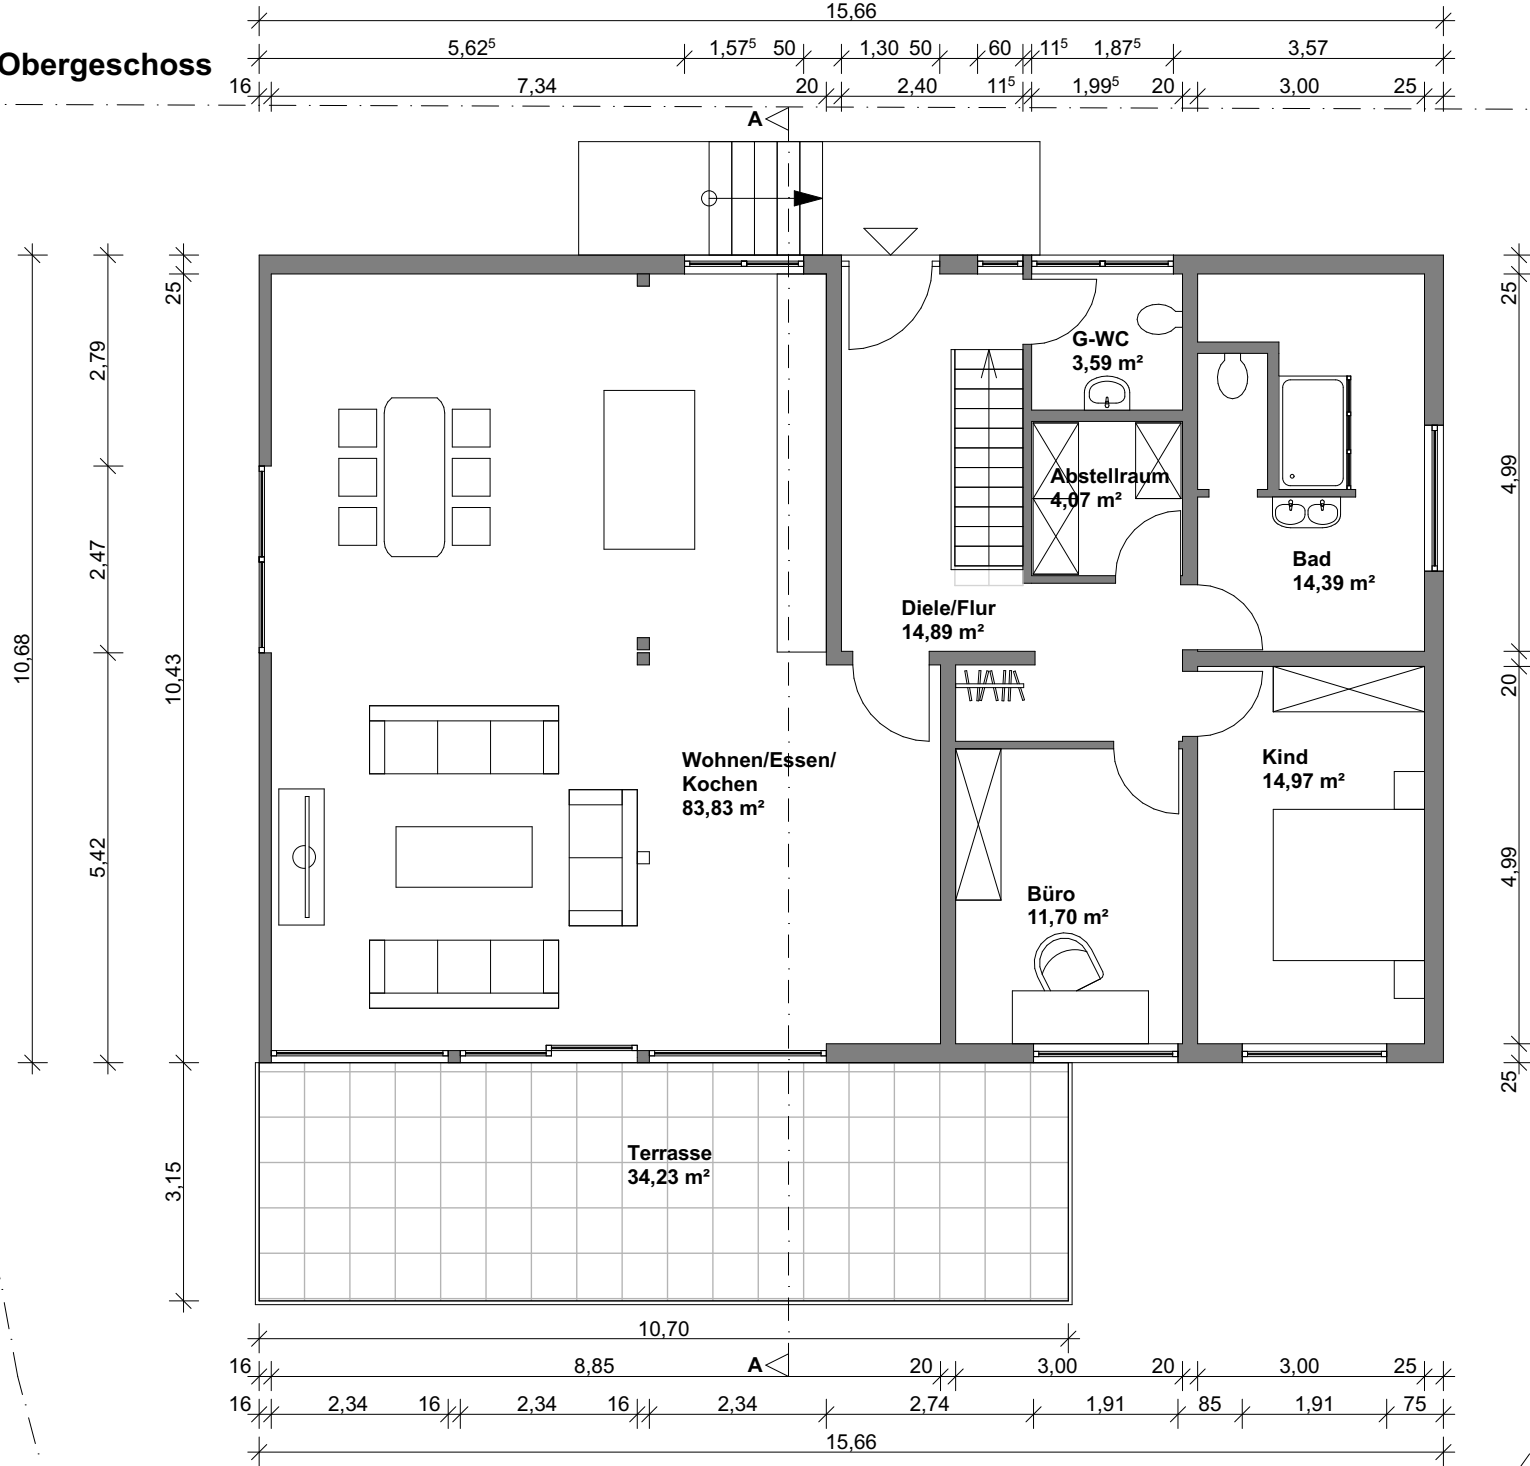 15,66
5,62⁵ 1,57⁵ 50 1,30 50 60 11⁵ 1,87⁵ 3,57
Obergeschoss
16 7,34 20 2,40 11⁵ 1,99⁵ 20 3,00 25
A
25
2,79
2,47
10,68
10,43
5,42
3,15
G-WC
3,59 m²
Abstellraum
4,07 m²
Bad
14,39 m²
Diele/Flur
14,89 m²
Wohnen/Essen/
Kochen
83,83 m²
Kind
14,97 m²
Büro
11,70 m²
25
4,99
20
4,99
25
Terrasse
34,23 m²
10,70
16 8,85 A 20 3,00 20 3,00 25
16 2,34 16 2,34 16 2,34 2,74 1,91 85 1,91 75
15,66